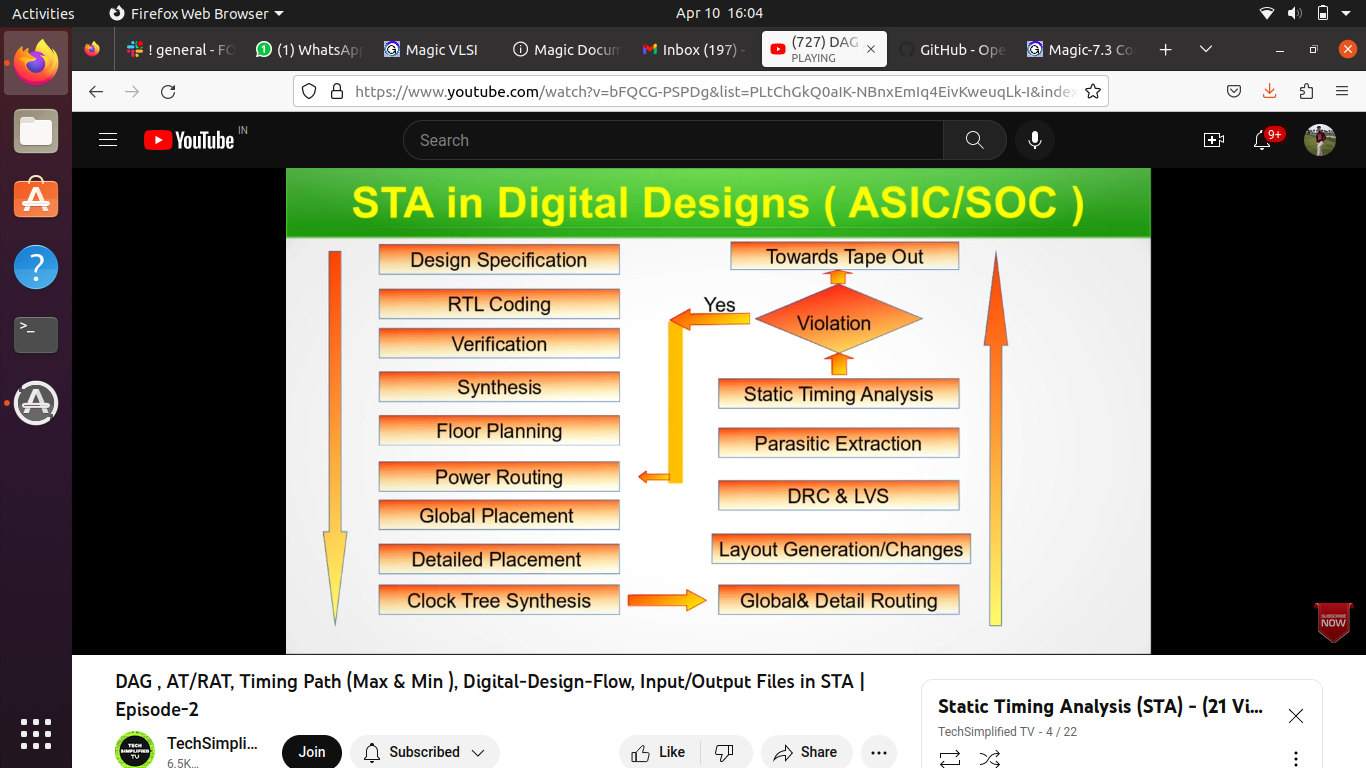 Activities
Firefox Web Browser
Apr 10 16:04
! general - FC
(1) WhatsApp
Magic VLSI
Magic Docum
Inbox (197) -
(727) DAG
PLAYING
GitHub - Ope
Magic-7.3 Co
https://www.youtube.com/watch?v=bFQCG-PSPDg&list=PLtChGkQ0aIK-NBnxEmIq4EivKweuqLk-I&index
YouTube IN
Search
9+
STA in Digital Designs ( ASIC/SOC )
Design Specification
RTL Coding
Verification
Synthesis
Floor Planning
Power Routing
Global Placement
Detailed Placement
Clock Tree Synthesis
Towards Tape Out
Yes
Violation
Static Timing Analysis
Parasitic Extraction
DRC & LVS
Layout Generation/Changes
Global& Detail Routing
SUBSCRIBE
NOW
DAG , AT/RAT, Timing Path (Max & Min ), Digital-Design-Flow, Input/Output Files in STA |
Episode-2
TECH
SIMPLIFIED
TV
TechSimpli...
6.5K...
Join
Subscribed
Like
Share
Static Timing Analysis (STA) - (21 Vi...
TechSimplified TV - 4 / 22